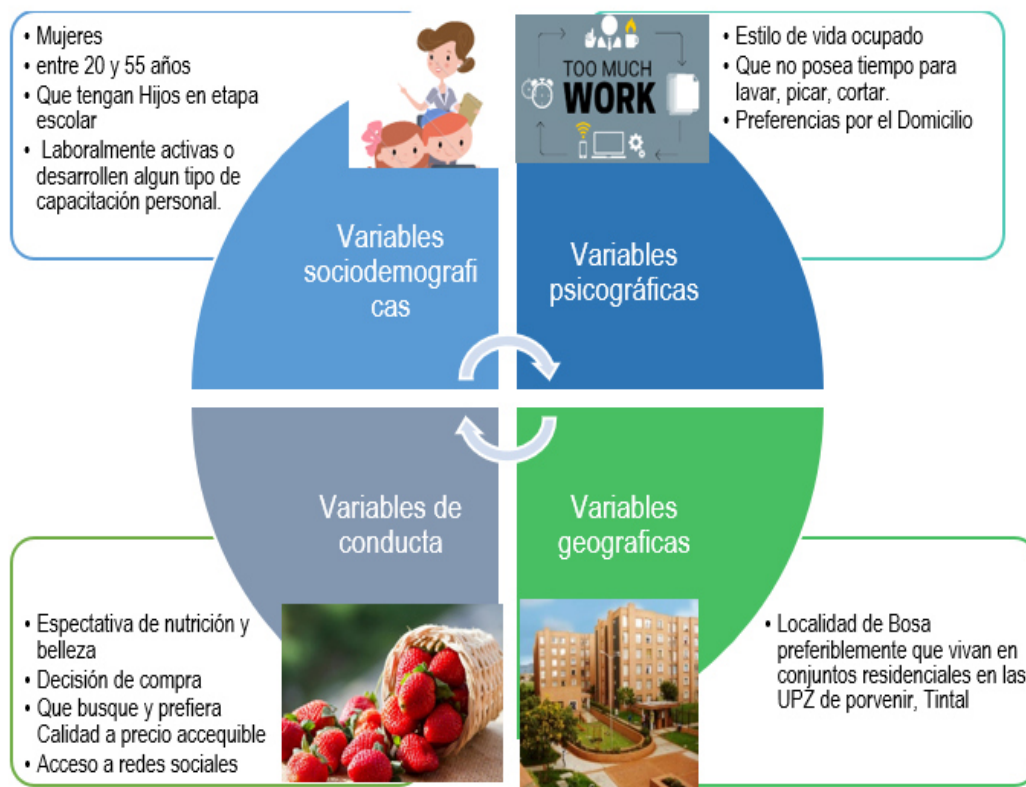 • Mujeres
• entre 20 y 55 años
• Que tengan Hijos en etapa
escolar
• Laboralmente activas o
desarrollen algun tipo de
capacitación personal.
TOO MUCH
WORK
• Estilo de vida ocupado
• Que no posea tiempo para
lavar, picar, cortar.
• Preferencias por el Domicilio
Variables
sociodemografi
cas
Variables
psicográficas
Variables de
conducta
Variables
geograficas
• Espectativa de nutrición y
belleza
• Decisión de compra
• Que busque y prefiera
Calidad a precio accequible
• Acceso a redes sociales
• Localidad de Bosa
preferiblemente que vivan en
conjuntos residenciales en las
UPZ de porvenir, Tintal